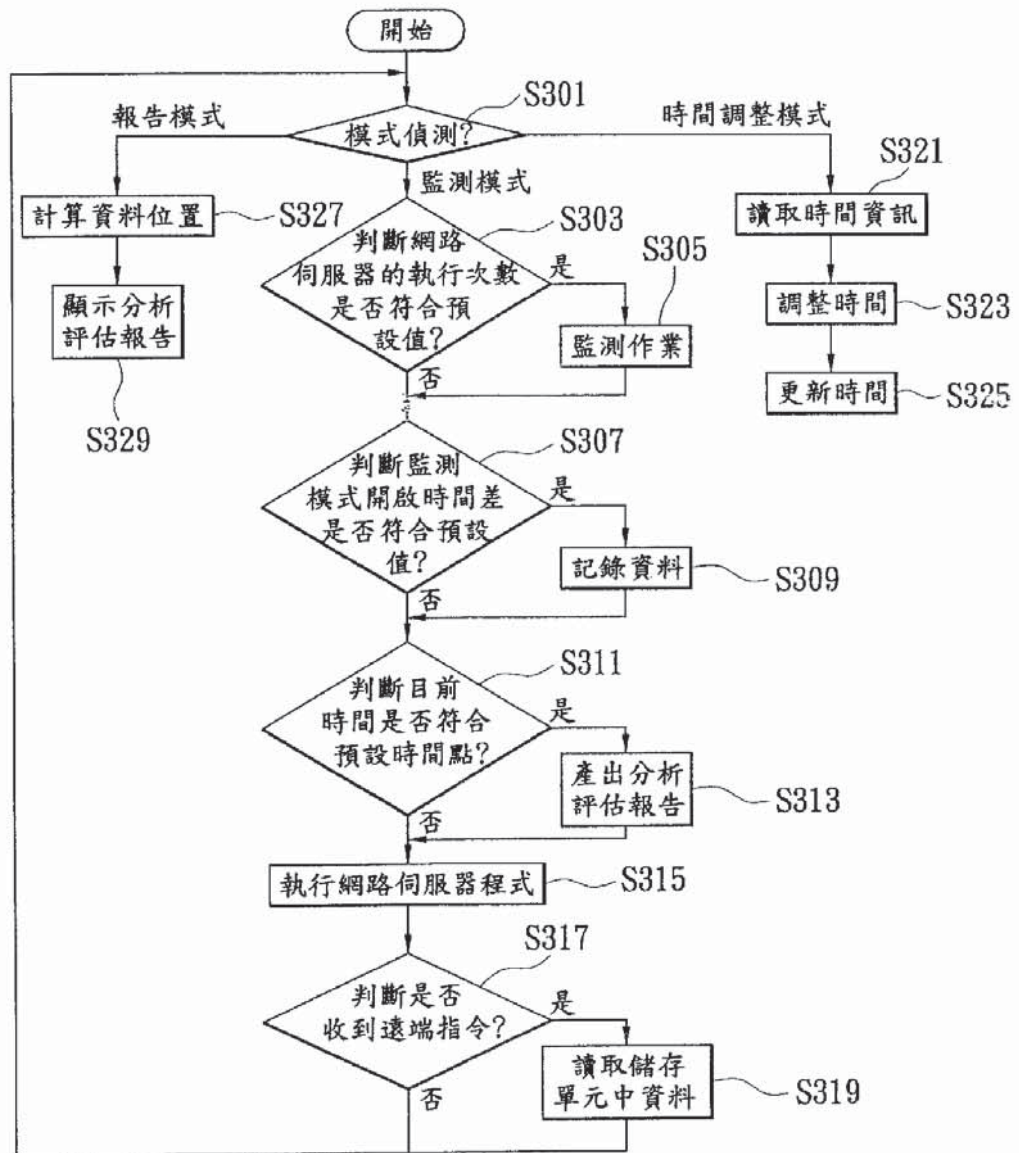 開始
S301
報告模式
模式偵測?
時間調整模式
監測模式
S321
計算資料位置
S327
S303
讀取時間資訊
判斷網路
伺服器的執行次數
是否符合預
設值?
是
S305
顯示分析
評估報告
調整時間
S323
監測作業
否
更新時間
S325
S329
S307
判斷監測
模式開啟時間差
是否符合預設
值?
是
記錄資料
S309
否
S311
判斷目前
時間是否符合
預設時間點?
是
產出分析
評估報告
S313
否
執行網路伺服器程式
S315
S317
判斷是否
收到遠端指令?
是
讀取儲存
單元中資料
S319
否